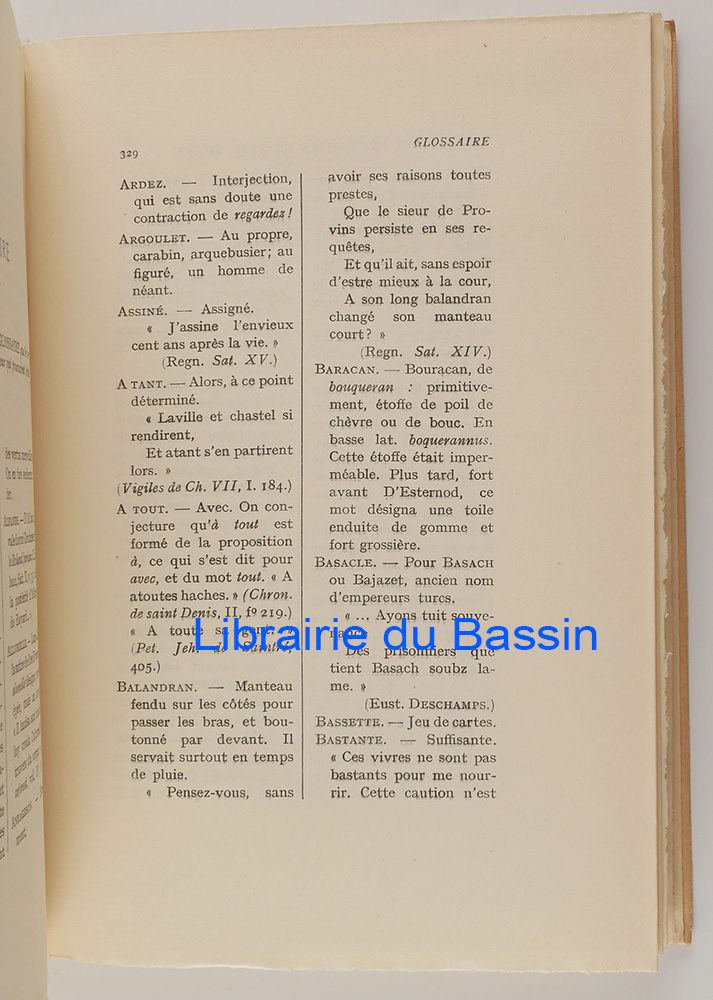 329
GLOSSAIRE
ARDEZ. — Interjection,
qui est sans doute une
contraction de regardez!
ARGOULET. — Au propre,
carabin, arquebusier; au
figuré, un homme de
néant.
ASSINÉ. — Assigné.
« J'assine l'envieux
cent ans après la vie. »
(Regn. Sat. XV.)
A TANT. — Alors, à ce point
déterminé.
« Laville et chastel si
rendirent,
Et atant s'en partirent
lors. »
(Vigiles de Ch. VII, I. 184.)
A TOUT. — Avec. On con-
jecture qu'à tout est
formé de la proposition
à, ce qui s'est dit pour
avec, et du mot tout. « A
atoutes haches. » (Chron.
de saint Denis, II, fº 219.)
« A toute sa gent. »
(Pet. Jeh. de Saintré,
405.)
BALANDRAN. — Manteau
fendu sur les côtés pour
passer les bras, et bou-
tonné par devant. Il
servait surtout en temps
de pluie.
« Pensez-vous, sans
avoir ses raisons toutes
prestes,
Que le sieur de Pro-
vins persiste en ses re-
quêtes,
Et qu'il ait, sans espoir
d'estre mieux à la cour,
A son long balandran
changé son manteau
court? »
(Regn. Sat. XIV.)
BARACAN. — Bouracan, de
bouqueran : primitive-
ment, étoffe de poil de
chèvre ou de bouc. En
basse lat. boquerannus.
Cette étoffe était imper-
méable. Plus tard, fort
avant D'Esternod, ce
mot désigna une toile
enduite de gomme et
fort grossière.
BASACLE. — Pour BASACH
ou Bajazet, ancien nom
d'empereurs turcs.
« ... Ayons tuit souve-
nance
Des prisonniers que
tient Basach soubz la-
me. »
(Eust. DESCHAMPS.)
BASSETTE. — Jeu de cartes.
BASTANTE. — Suffisante.
« Ces vivres ne sont pas
bastants pour me nour-
rir. Cette caution n'est
Librairie du Bassin